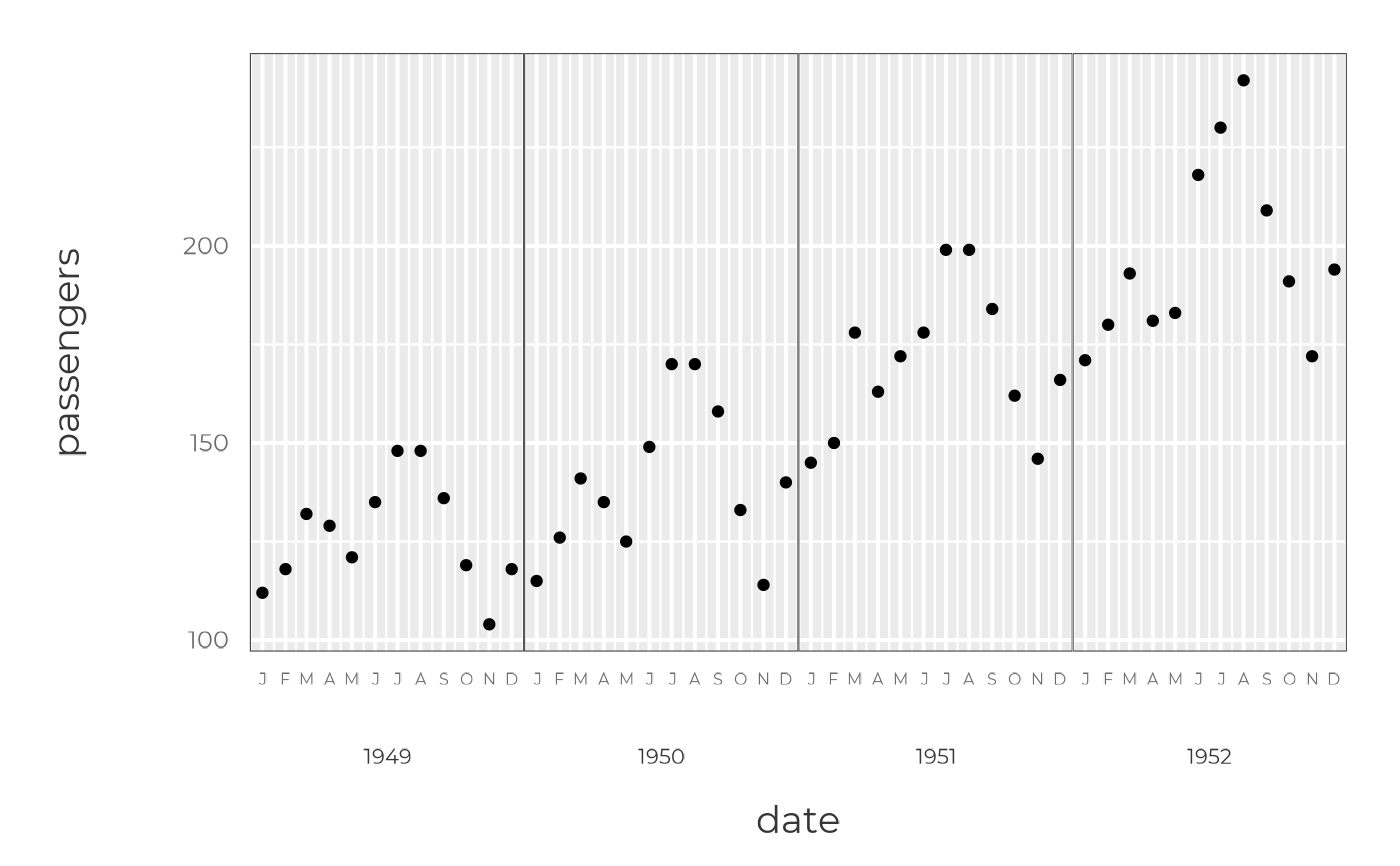 passengers
200
150
100
J F M A M J J A S O N D J F M A M J J A S O N D J F M A M J J A S O N D J F M A M J J A S O N D
1949 1950 1951 1952
date